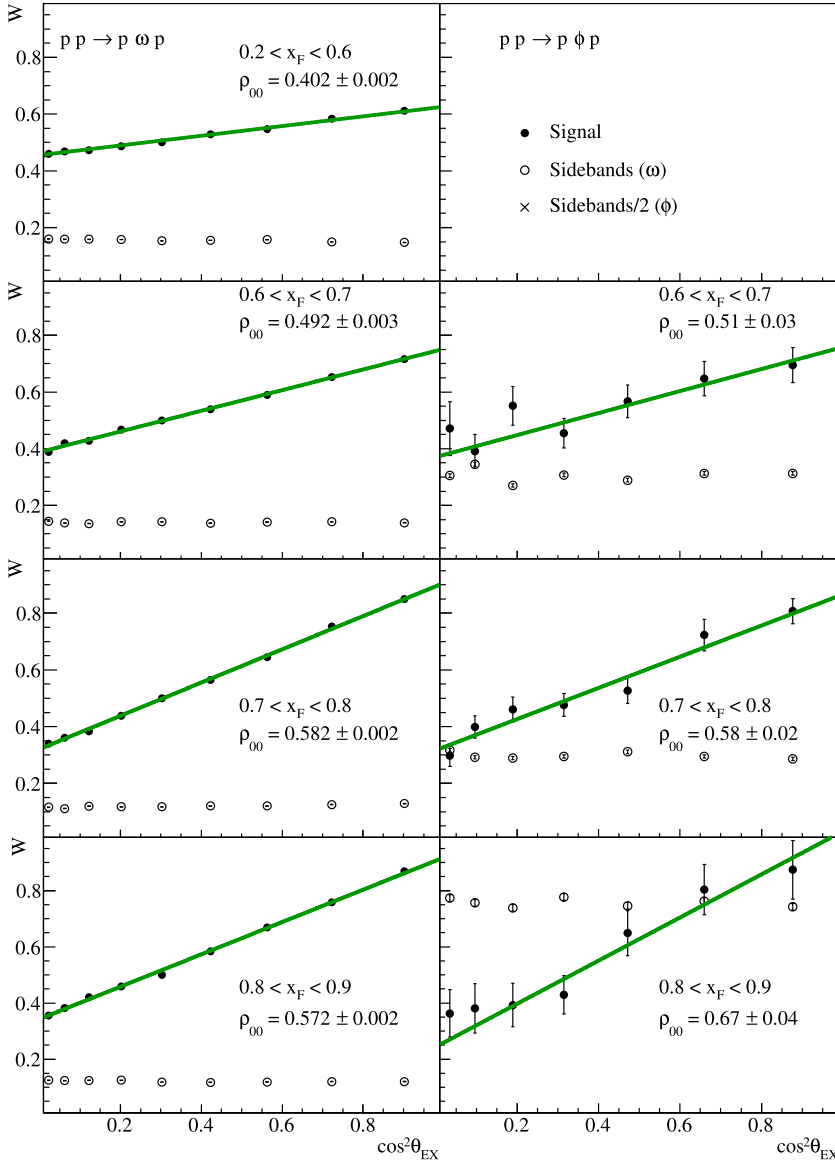 W
p p → p ω p
0.2 < x_F < 0.6
ρ_00 = 0.402 ± 0.002
0.8
0.6
0.4
0.2
p p → p ϕ p
Signal
Sidebands (ω)
Sidebands/2 (ϕ)
W
0.6 < x_F < 0.7
ρ_00 = 0.492 ± 0.003
0.8
0.6
0.4
0.2
0.6 < x_F < 0.7
ρ_00 = 0.51 ± 0.03
W
0.8
0.6
0.4
0.2
0.7 < x_F < 0.8
ρ_00 = 0.582 ± 0.002
0.7 < x_F < 0.8
ρ_00 = 0.58 ± 0.02
W
0.8
0.6
0.4
0.2
0.8 < x_F < 0.9
ρ_00 = 0.572 ± 0.002
0.8 < x_F < 0.9
ρ_00 = 0.67 ± 0.04
0.2 0.4 0.6 0.8
cos²θ_EX
0.2 0.4 0.6 0.8
cos²θ_EX